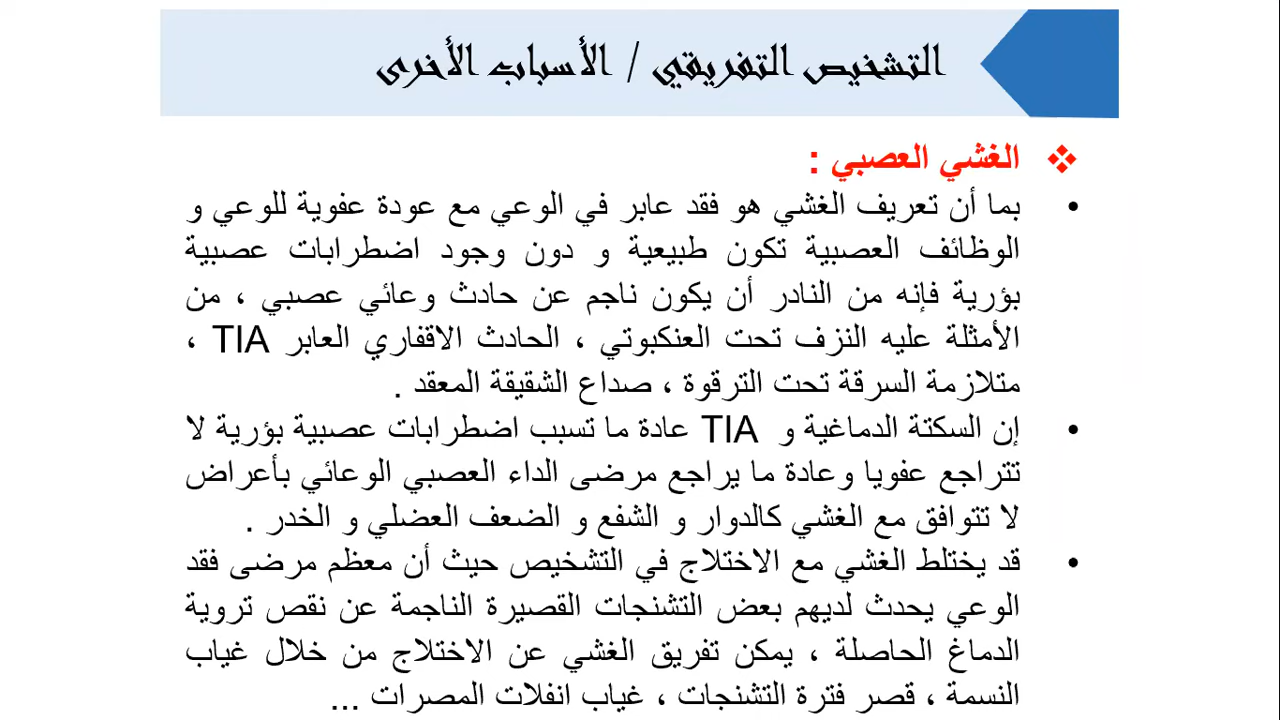 التشخيص التفريقي / الأسباب الأخرى
❖ الغشي العصبي :
• بما أن تعريف الغشي هو فقد عابر في الوعي مع عودة عفوية للوعي و
الوظائف العصبية تكون طبيعية و دون وجود اضطرابات عصبية
بؤرية فإنه من النادر أن يكون ناجم عن حادث وعائي عصبي ، من
الأمثلة عليه النزف تحت العنكبوتي ، الحادث الاقفاري العابر TIA ،
متلازمة السرقة تحت الترقوة ، صداع الشقيقة المعقد .
• إن السكتة الدماغية و TIA عادة ما تسبب اضطرابات عصبية بؤرية لا
تتراجع عفويا وعادة ما يراجع مرضى الداء العصبي الوعائي بأعراض
لا تتوافق مع الغشي كالدوار و الشفع و الضعف العضلي و الخدر .
• قد يختلط الغشي مع الاختلاج في التشخيص حيث أن معظم مرضى فقد
الوعي يحدث لديهم بعض التشنجات القصيرة الناجمة عن نقص تروية
الدماغ الحاصلة ، يمكن تفريق الغشي عن الاختلاج من خلال غياب
النسمة ، قصر فترة التشنجات ، غياب انفلات المصرات ...